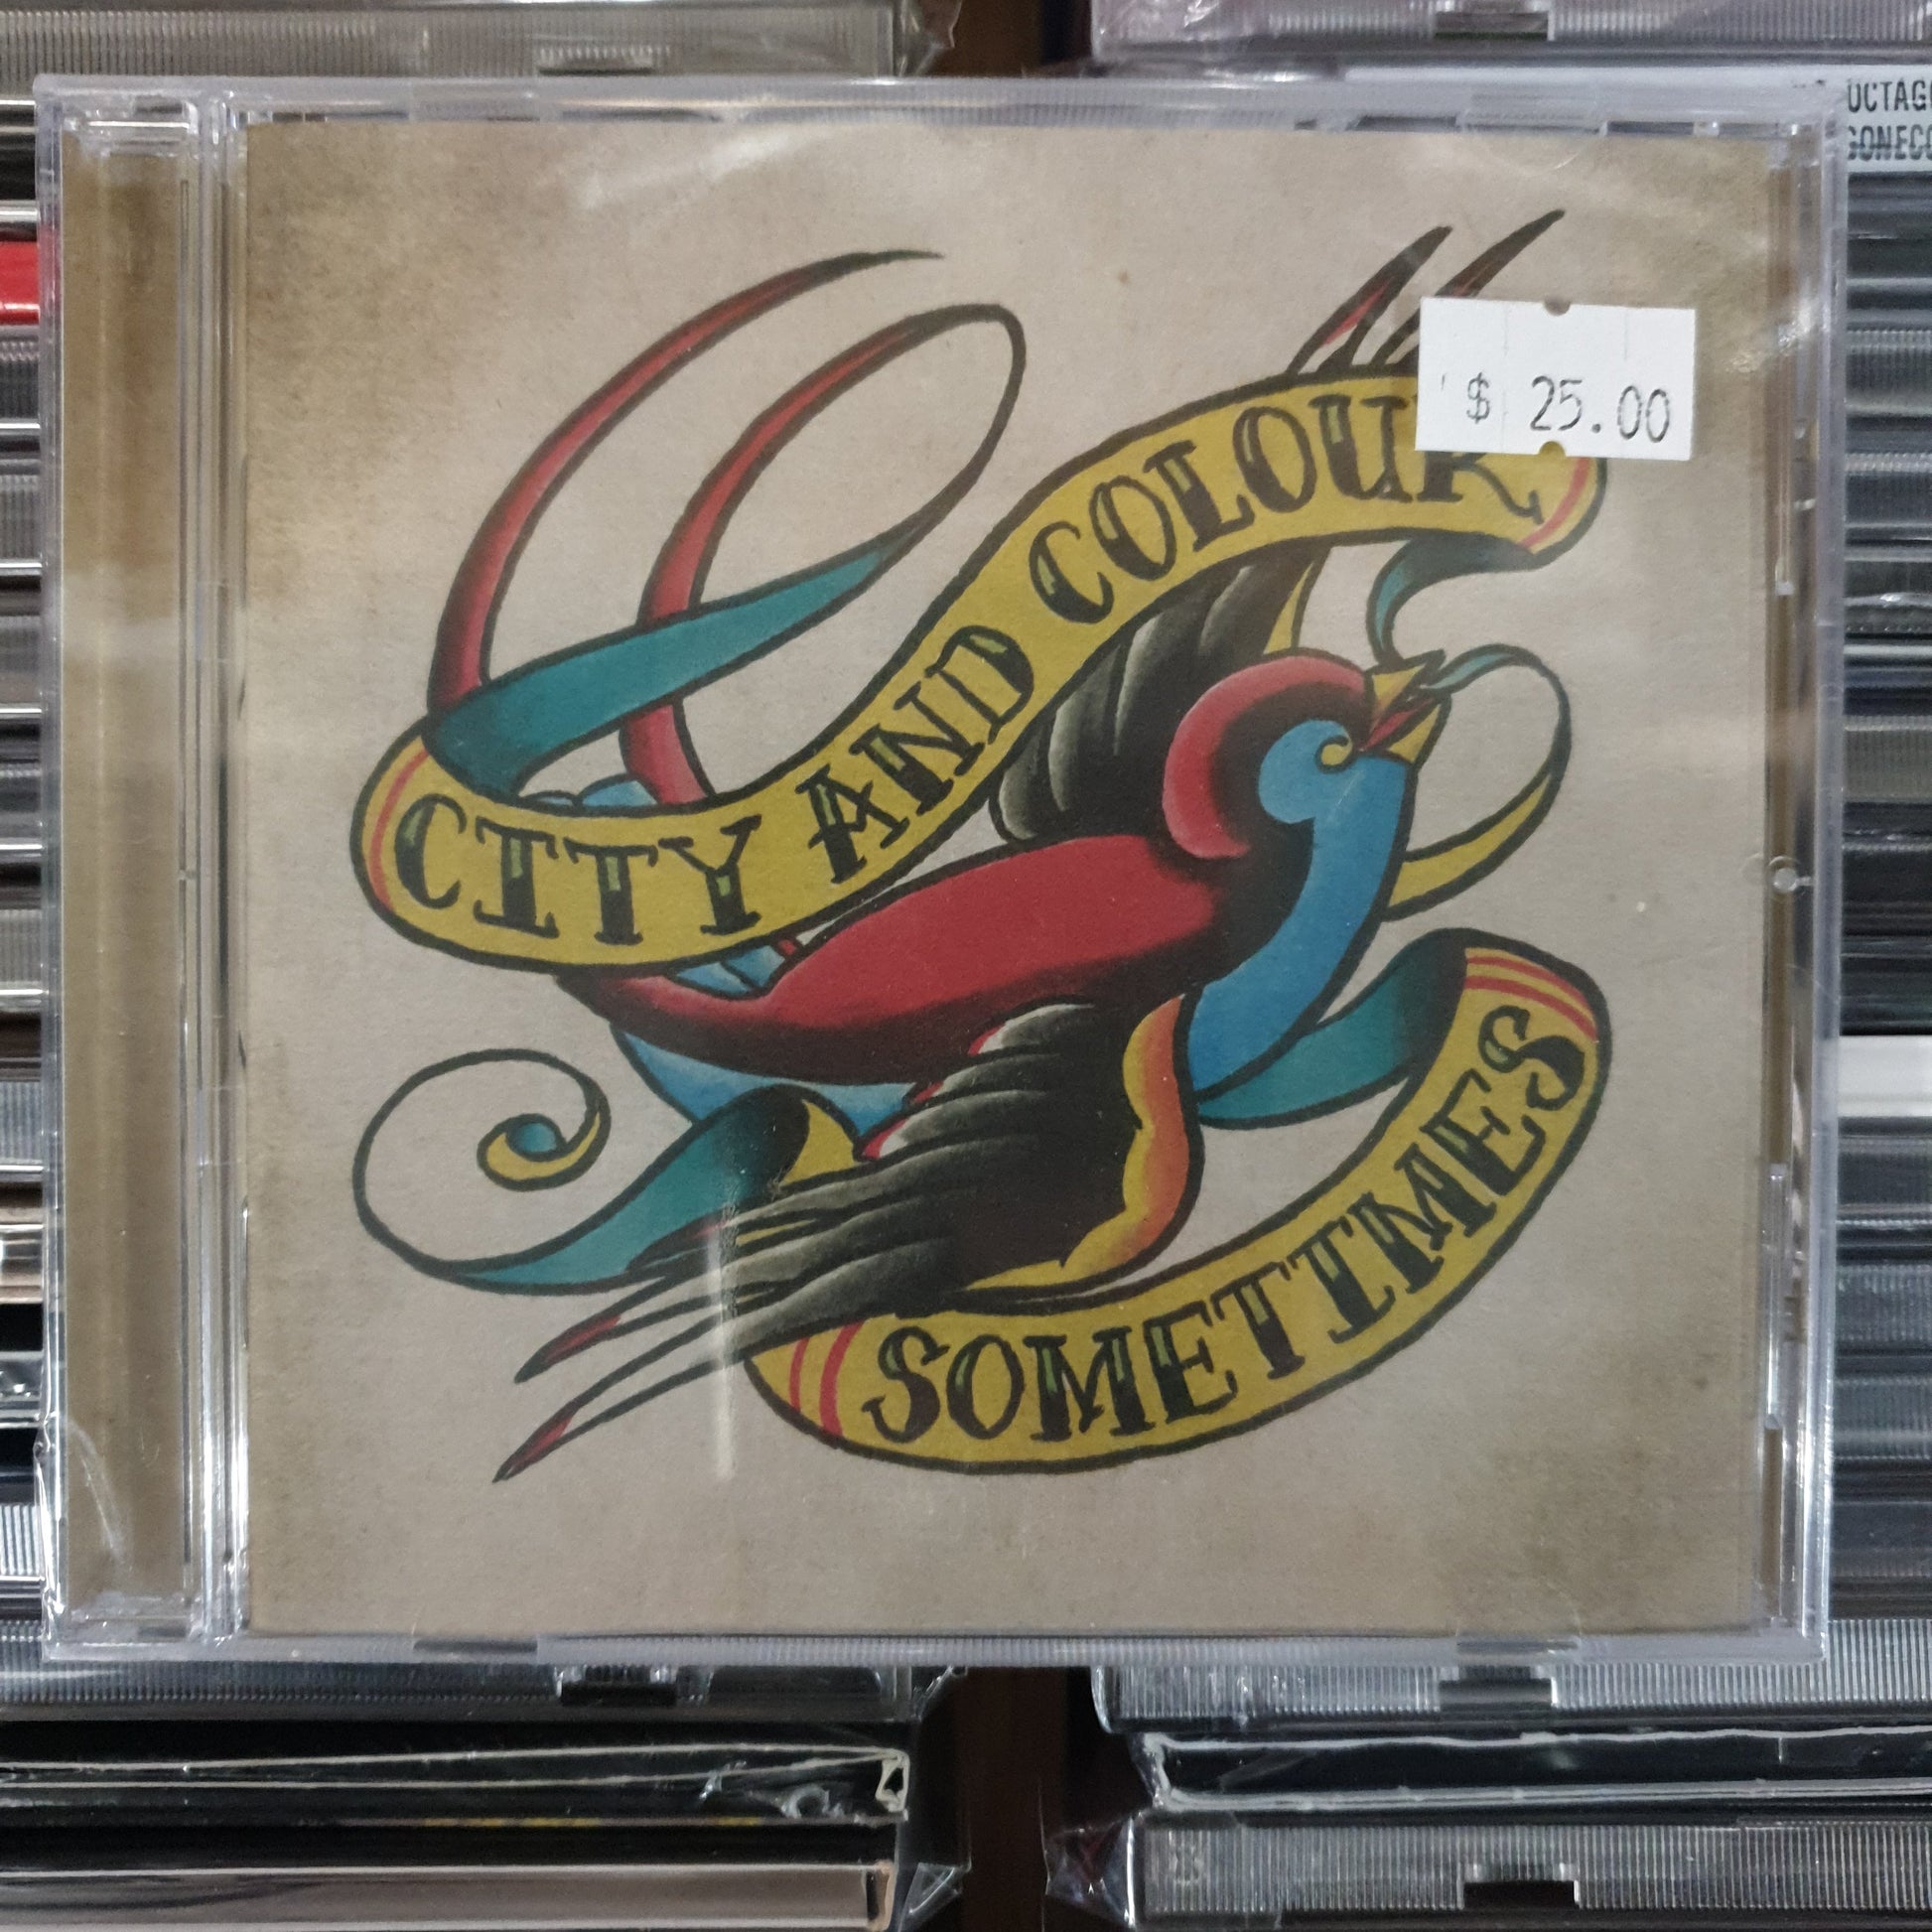 $ 25.00
CITY AND COLOUR
SOMETIMES